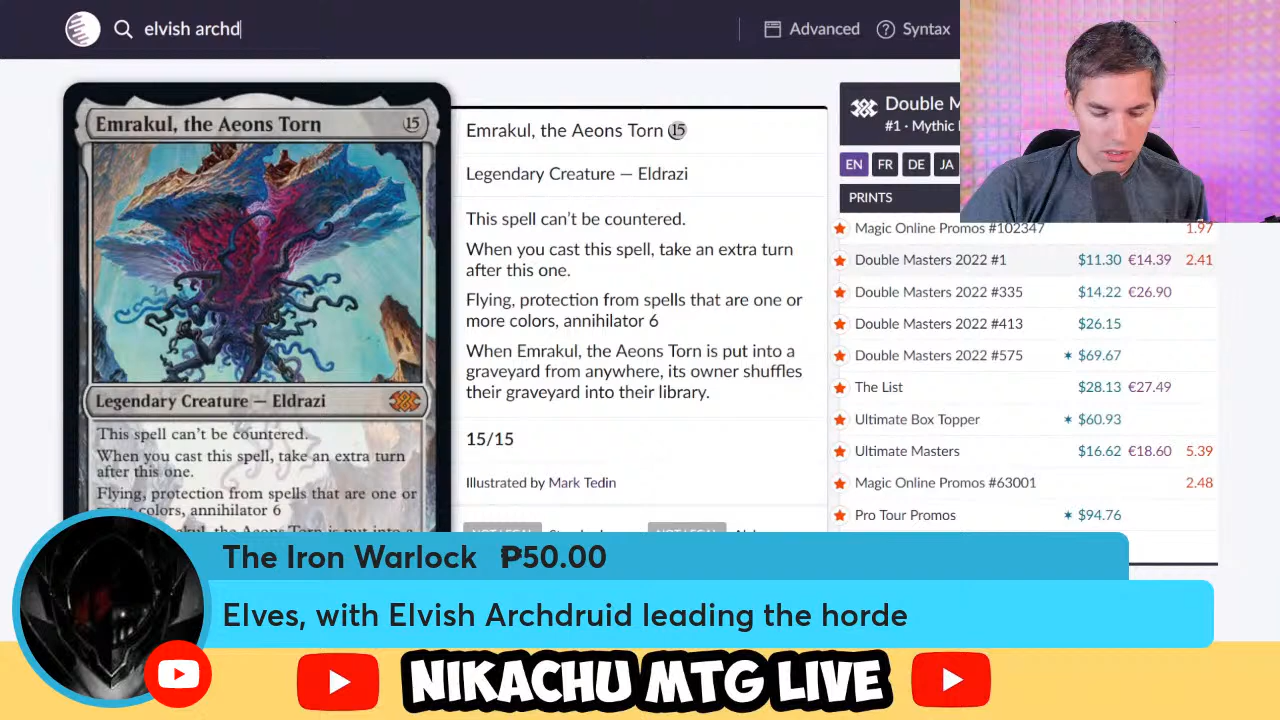 elvish archd
Advanced
Syntax
Emrakul, the Aeons Torn 15
Legendary Creature — Eldrazi
This spell can't be countered.
When you cast this spell, take an extra turn
after this one.
Flying, protection from spells that are one or
more colors, annihilator 6
Emrakul, the Aeons Torn 15
Legendary Creature — Eldrazi
This spell can't be countered.
When you cast this spell, take an extra turn
after this one.
Flying, protection from spells that are one or
more colors, annihilator 6
When Emrakul, the Aeons Torn is put into a
graveyard from anywhere, its owner shuffles
their graveyard into their library.
15/15
Illustrated by Mark Tedin
Double M
#1 · Mythic
EN FR DE JA
PRINTS
Magic Online Promos #102347 1.97
Double Masters 2022 #1 $11.30 €14.39 2.41
Double Masters 2022 #335 $14.22 €26.90
Double Masters 2022 #413 $26.15
Double Masters 2022 #575 ✶ $69.67
The List $28.13 €27.49
Ultimate Box Topper ✶ $60.93
Ultimate Masters $16.62 €18.60 5.39
Magic Online Promos #63001 2.48
Pro Tour Promos ✶ $94.76
The Iron Warlock ₱50.00
Elves, with Elvish Archdruid leading the horde
NIKACHU MTG LIVE